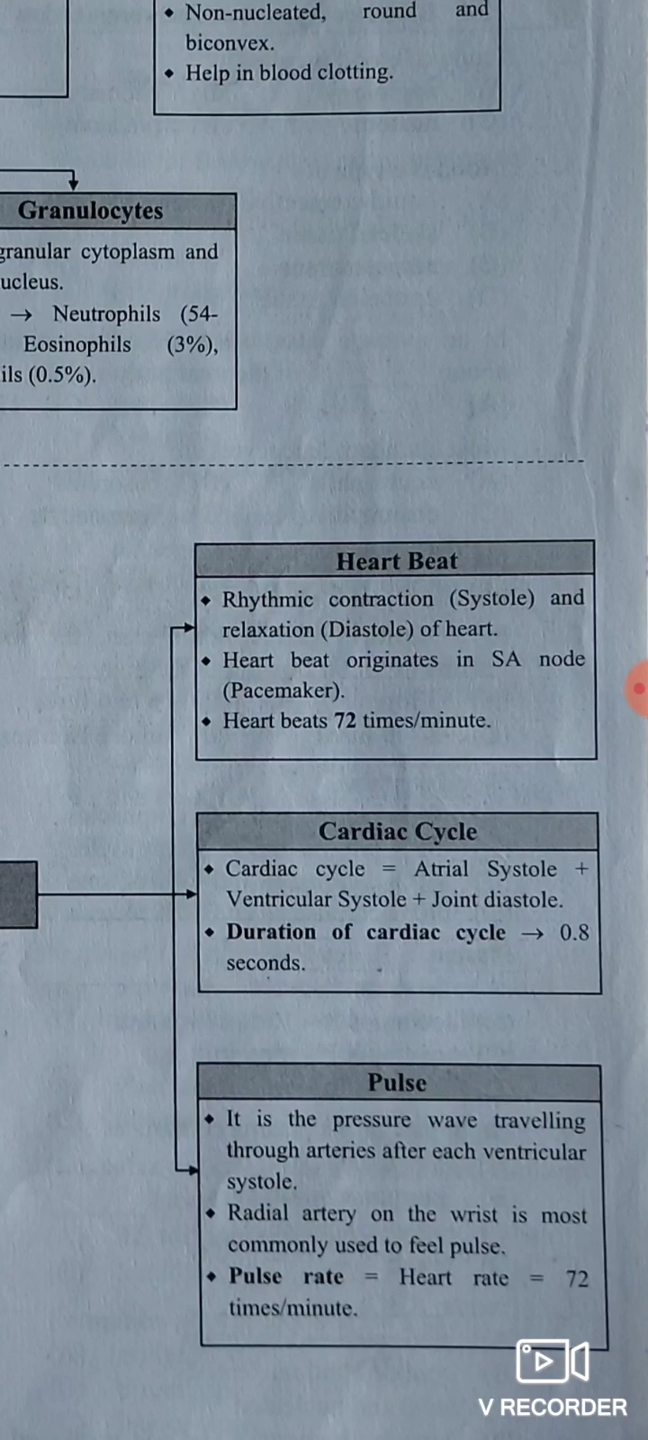 • Non-nucleated, round and
biconvex.
• Help in blood clotting.
Granulocytes
granular cytoplasm and
ucleus.
→ Neutrophils (54-
Eosinophils (3%),
ils (0.5%).
Heart Beat
• Rhythmic contraction (Systole) and
relaxation (Diastole) of heart.
• Heart beat originates in SA node
(Pacemaker).
• Heart beats 72 times/minute.
Cardiac Cycle
• Cardiac cycle = Atrial Systole +
Ventricular Systole + Joint diastole.
• Duration of cardiac cycle → 0.8
seconds.
Pulse
• It is the pressure wave travelling
through arteries after each ventricular
systole.
• Radial artery on the wrist is most
commonly used to feel pulse.
• Pulse rate = Heart rate = 72
times/minute.
V RECORDER